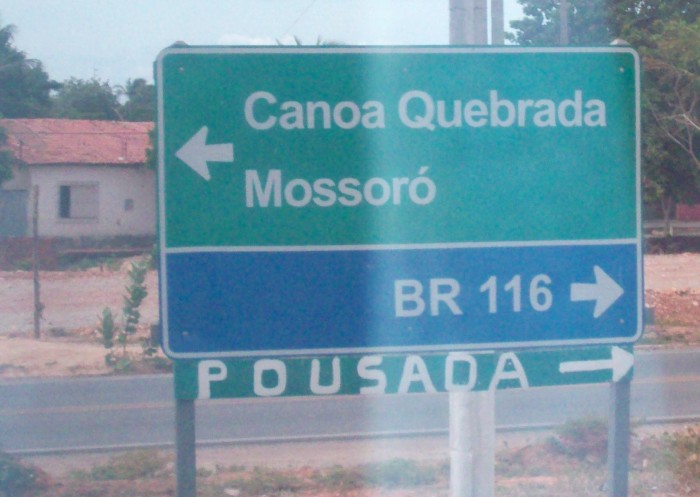 Canoa Quebrada
Mossoró
BR 116
POUSADA